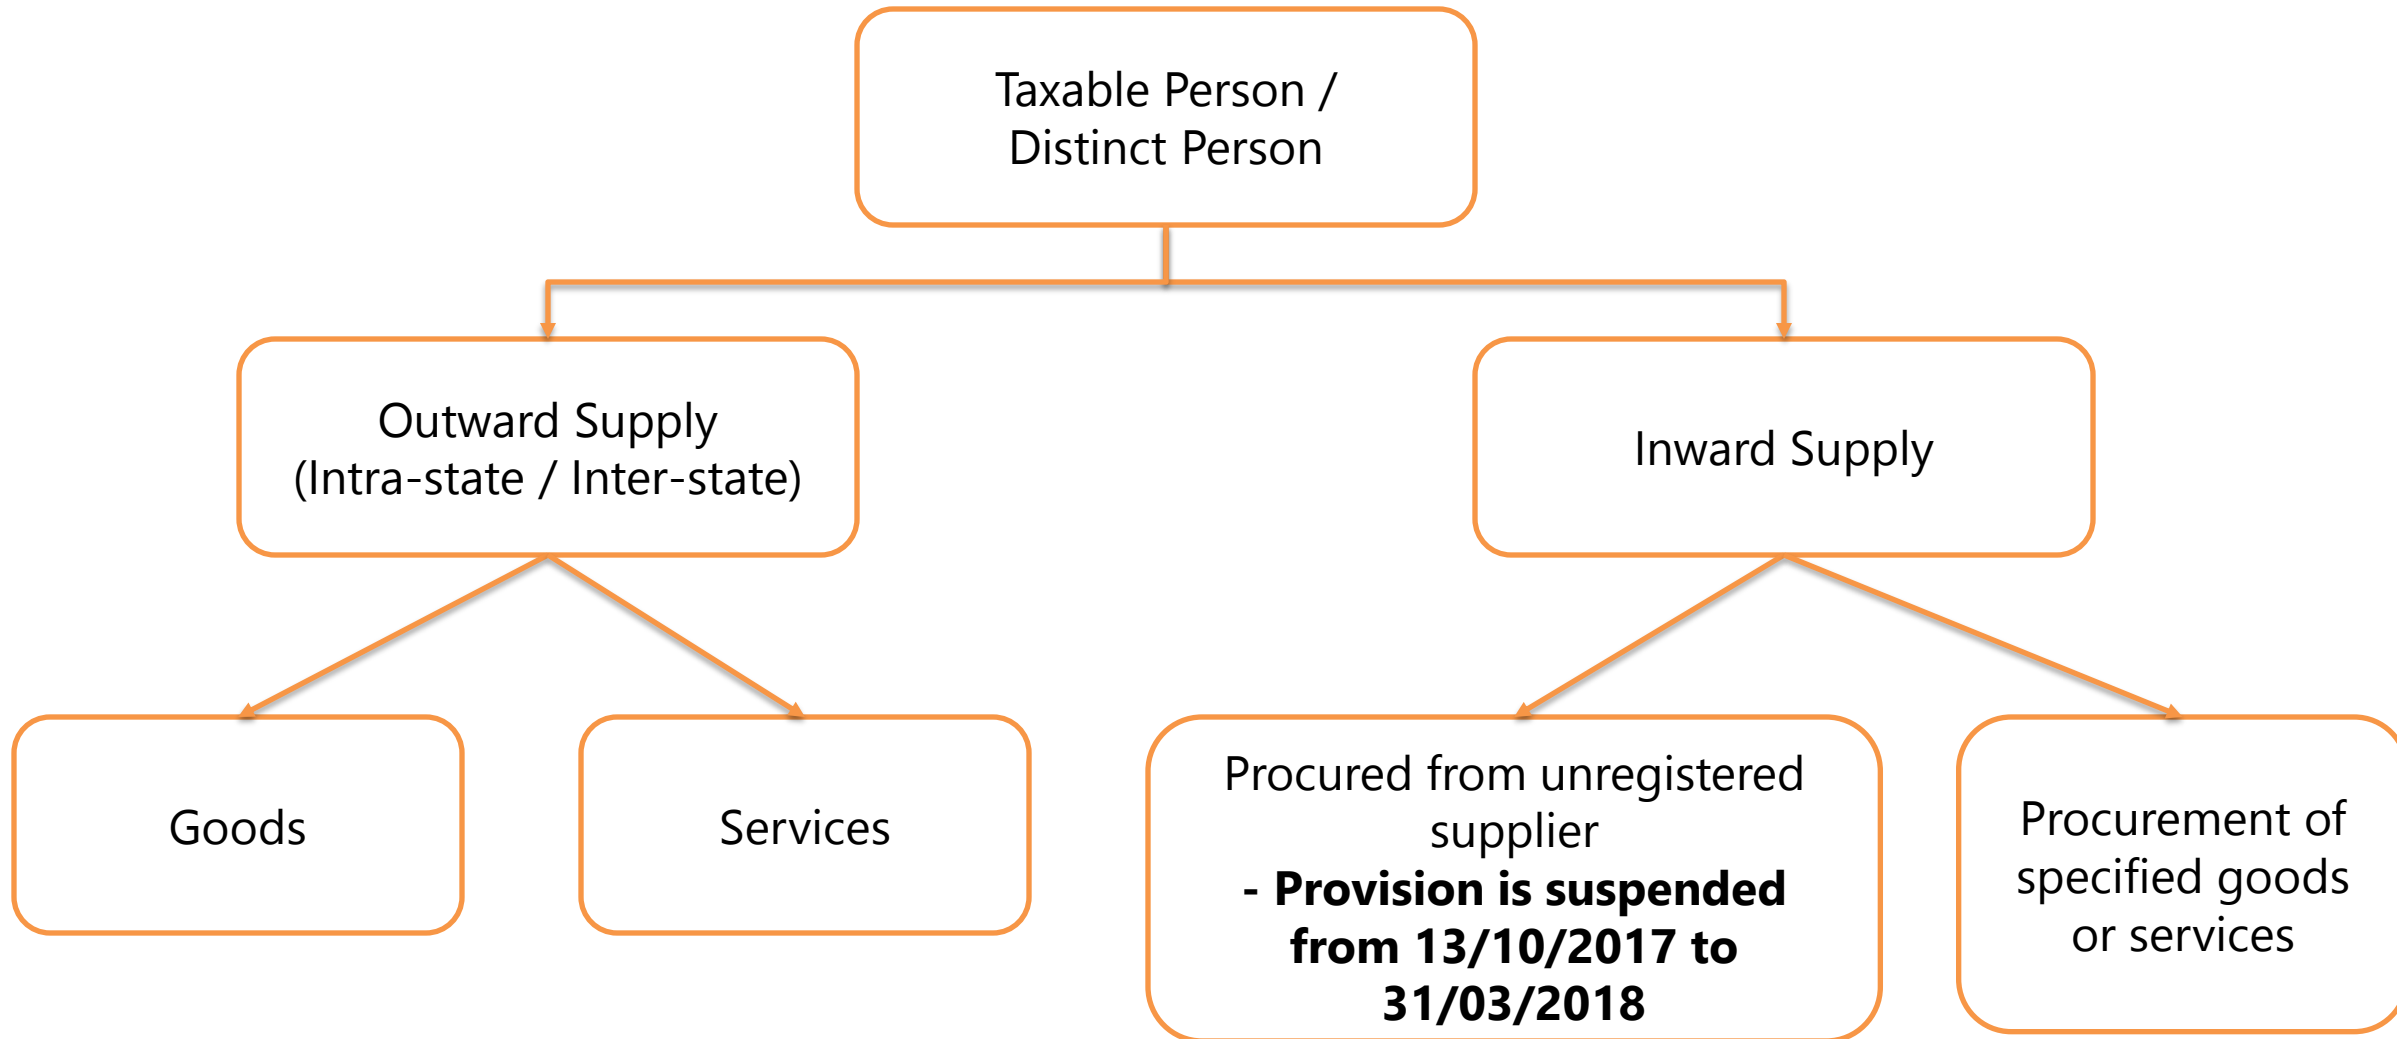 Taxable Person /
Distinct Person
Outward Supply
(Intra-state / Inter-state)
Inward Supply
Goods
Services
Procured from unregistered
supplier
- Provision is suspended
from 13/10/2017 to
31/03/2018
Procurement of
specified goods
or services